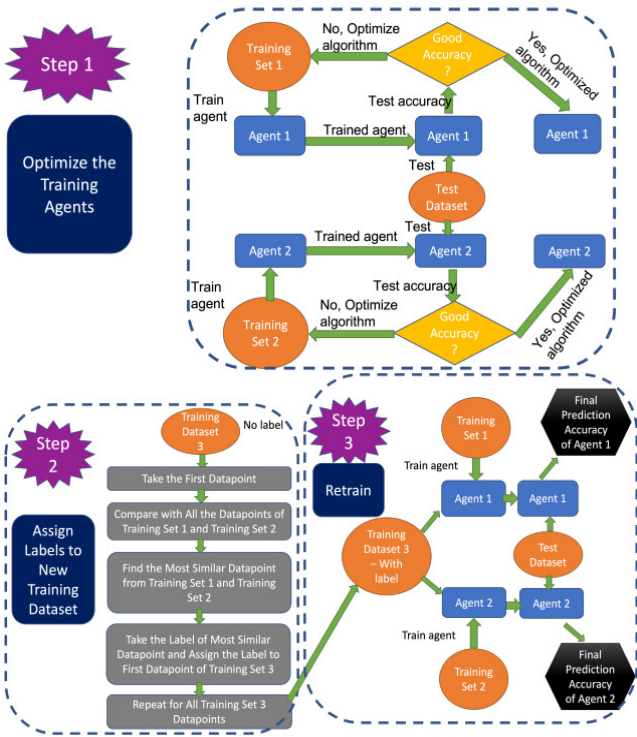 Step 1
Optimize the
Training
Agents
Training
Set 1
No, Optimize
algorithm
Good
Accuracy
?
Yes, Optimized
algorithm
Train
agent
Test accuracy
Agent 1
Trained agent
Agent 1
Agent 1
Test
Test
Dataset
Test
Agent 2
Trained agent
Agent 2
Agent 2
Train
agent
Test accuracy
No, Optimize
algorithm
Training
Set 2
Good
Accuracy
?
Yes, Optimized
algorithm
Step
2
Assign
Labels to
New
Training
Dataset
Training
Dataset
3
No label
Take the First Datapoint
Compare with All the Datapoints of
Training Set 1 and Training Set 2
Find the Most Similar Datapoint
from Training Set 1 and Training
Set 2
Take the Label of Most Similar
Datapoint and Assign the Label to
First Datapoint of Training Set 3
Repeat for All Training Set 3
Datapoints
Step
3
Retrain
Training
Set 1
Final
Prediction
Accuracy
of Agent 1
Train agent
Agent 1
Agent 1
Training
Dataset 3
– With
label
Test
Dataset
Agent 2
Agent 2
Train agent
Training
Set 2
Final
Prediction
Accuracy
of Agent 2